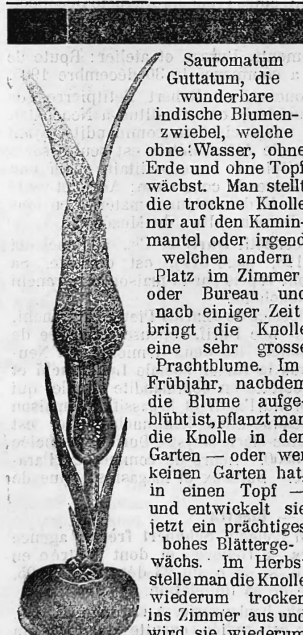 Sauromatum
Guttatum, die
wunderbare
indische Blumen-
zwiebel, welche
ohne Wasser, ohne
Erde und ohne Topf
wächst. Man stellt
die trockne Knolle
nur auf den Kamin-
mantel oder irgend
welchen andern
Platz im Zimmer
oder Bureau und
nach einiger Zeit
bringt die Knolle
eine sehr grosse
Prachtblume. Im
Frühjahr, nachdem
die Blume aufge-
blüht ist, pflanzt man
die Knolle in den
Garten — oder wer
keinen Garten hat,
in einen Topf —
und entwickelt sie
jetzt ein prächtiges
hohes Blätterge-
wächs. Im Herbst
stelle man die Knolle
wiederum trocken
ins Zimmer aus und
wird sie wiederum